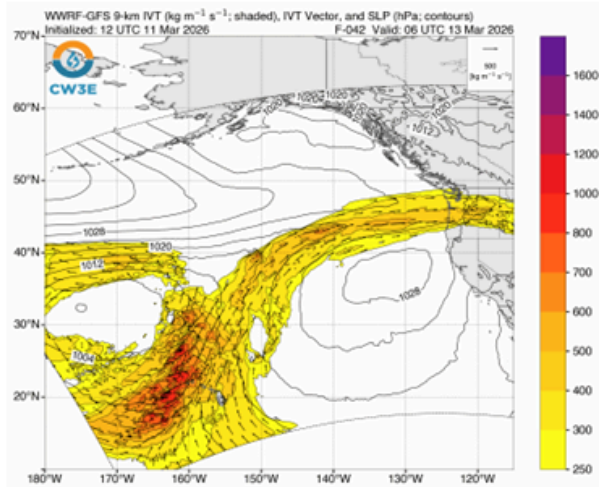 WWRF-GFS 9-km IVT (kg m⁻¹ s⁻¹; shaded), IVT Vector, and SLP (hPa; contours)
Initialized: 12 UTC 11 Mar 2026 F-042 Valid: 06 UTC 13 Mar 2026
70°N
CW3E
500
[kg m⁻¹ s⁻¹]
1600
1400
1200
1000
800
700
600
500
400
300
250
60°N
50°N
40°N
30°N
20°N
1020
1020
1020
1020
1020
1012
1028
1020
1012
1028
1004
180°W
170°W
160°W
150°W
140°W
130°W
120°W